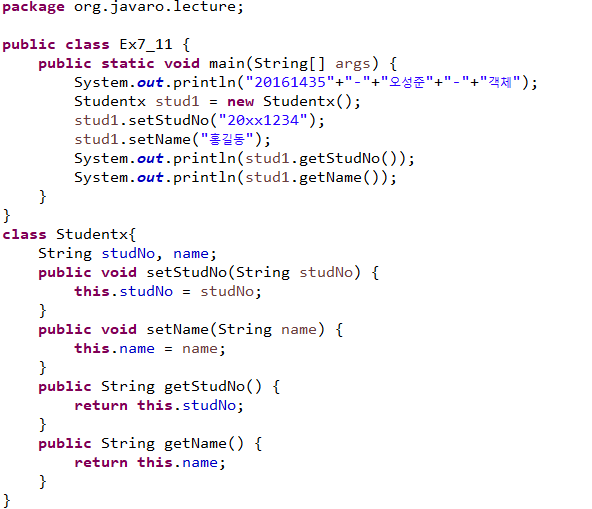 package org.javaro.lecture;

public class Ex7_11 {
    public static void main(String[] args) {
        System.out.println("20161435"+"-"+"오성준"+"-"+"객체");
        Studentx stud1 = new Studentx();
        stud1.setStudNo("20xx1234");
        stud1.setName("홍길동");
        System.out.println(stud1.getStudNo());
        System.out.println(stud1.getName());
    }
}
class Studentx{
    String studNo, name;
    public void setStudNo(String studNo) {
        this.studNo = studNo;
    }
    public void setName(String name) {
        this.name = name;
    }
    public String getStudNo() {
        return this.studNo;
    }
    public String getName() {
        return this.name;
    }
}